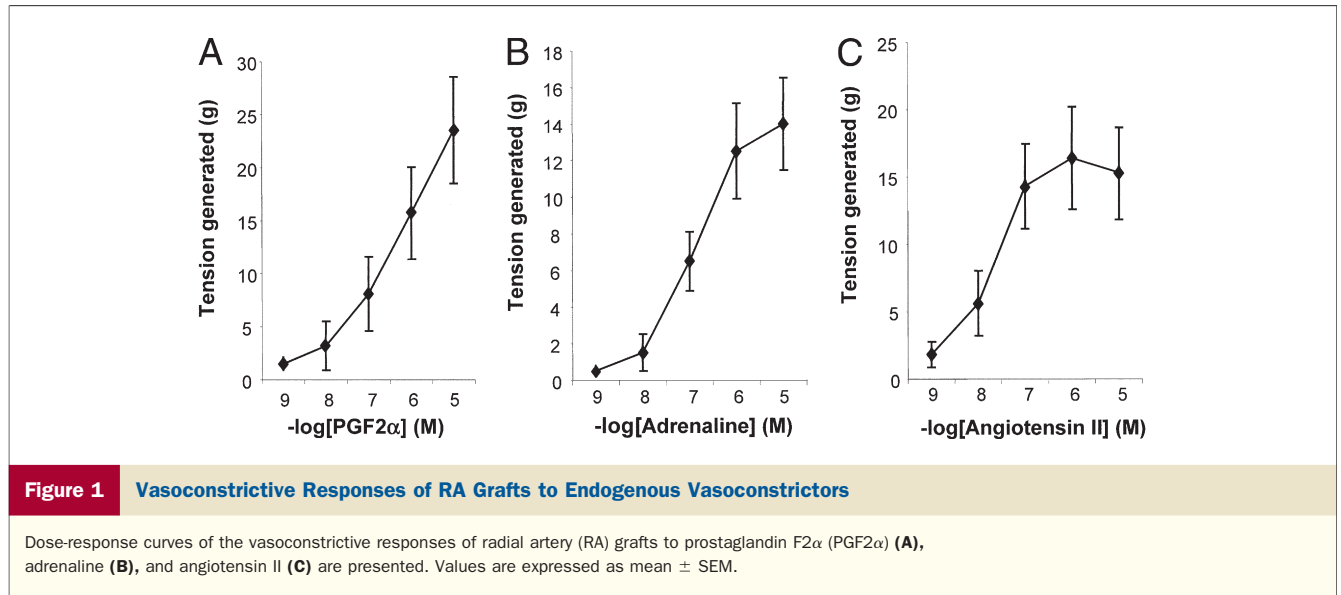 A
Tension generated (g)
30
25
20
15
10
5
0
9 8 7 6 5
-log[PGF2α] (M)
B
Tension generated (g)
18
16
14
12
10
8
6
4
2
0
9 8 7 6 5
-log[Adrenaline] (M)
C
Tension generated (g)
25
20
15
10
5
0
9 8 7 6 5
-log[Angiotensin II] (M)
Figure 1 Vasoconstrictive Responses of RA Grafts to Endogenous Vasoconstrictors
Dose-response curves of the vasoconstrictive responses of radial artery (RA) grafts to prostaglandin F2α (PGF2α) (A),
adrenaline (B), and angiotensin II (C) are presented. Values are expressed as mean ± SEM.